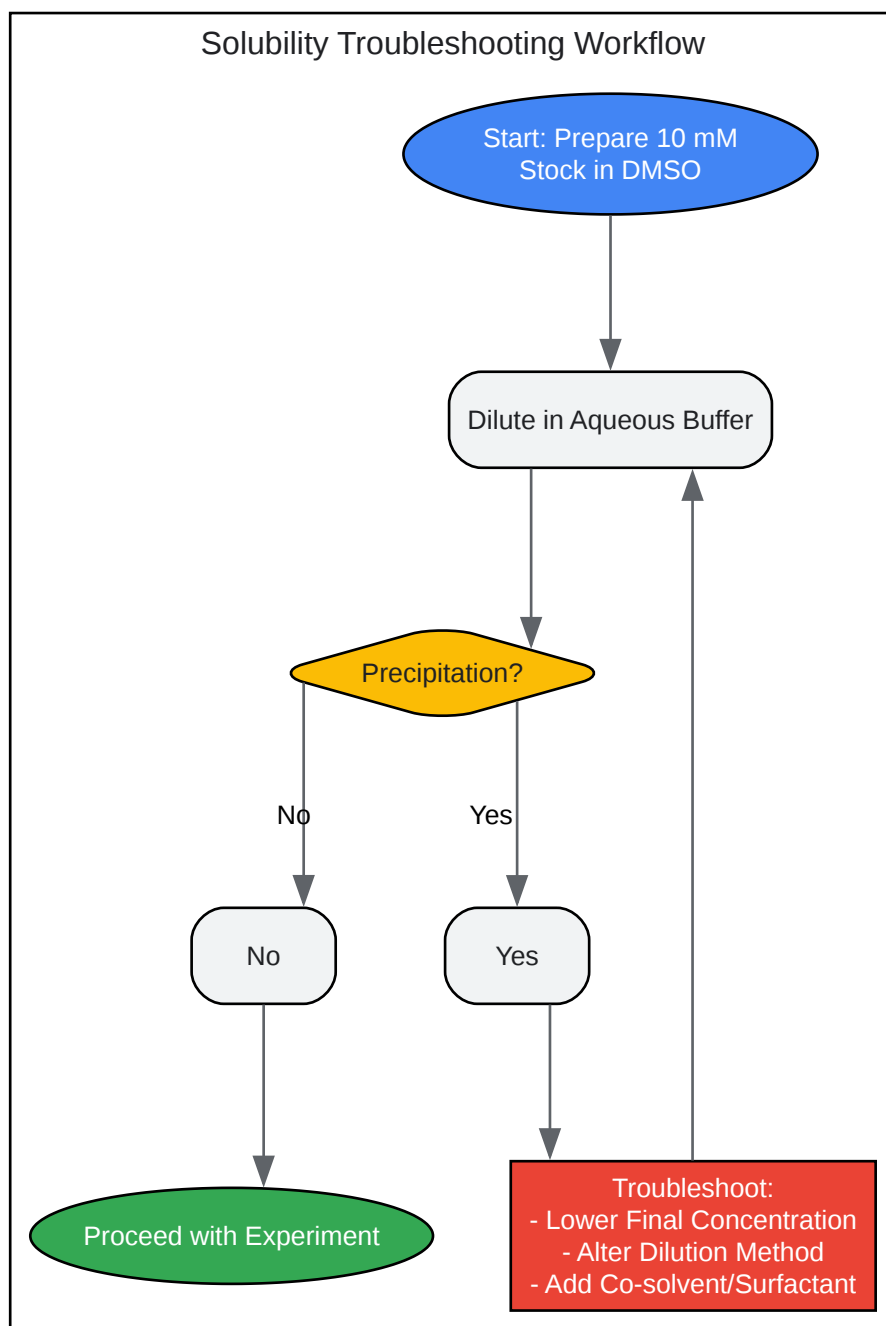 Solubility Troubleshooting Workflow
Start: Prepare 10 mM
Stock in DMSO
Dilute in Aqueous Buffer
Precipitation?
No
Yes
No
Yes
Proceed with Experiment
Troubleshoot:
- Lower Final Concentration
- Alter Dilution Method
- Add Co-solvent/Surfactant